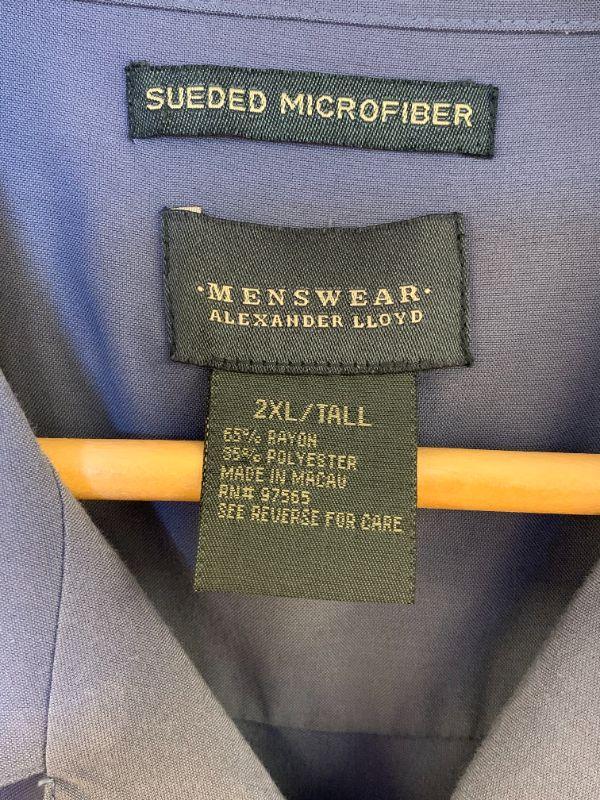 SUEDED MICROFIBER
·MENSWEAR·
ALEXANDER LLOYD
2XL/TALL
65% RAYON
35% POLYESTER
MADE IN MACAU
RN# 97565
SEE REVERSE FOR CARE